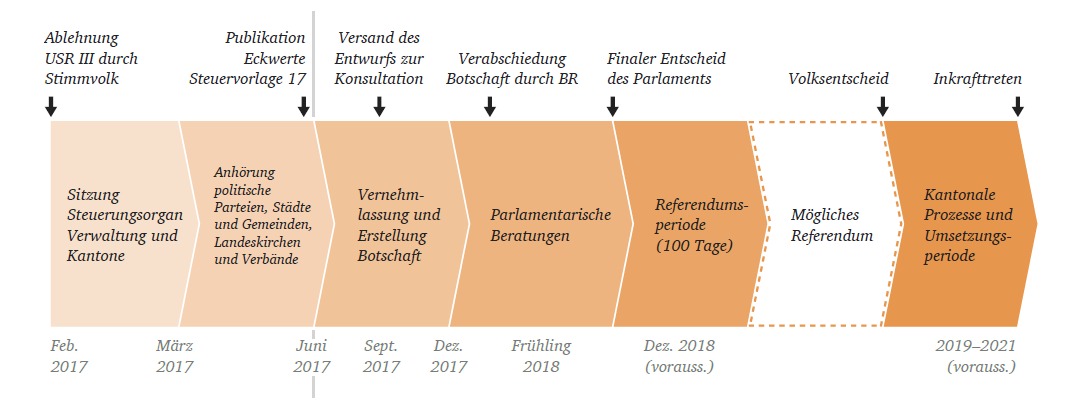 Ablehnung
USR III durch
Stimmvolk
Publikation
Eckwerte
Steuervorlage 17
Versand des
Entwurfs zur
Konsultation
Verabschiedung
Botschaft durch BR
Finaler Entscheid
des Parlaments
Volksentscheid
Inkrafttreten
Sitzung
Steuerungsorgan
Verwaltung und
Kantone
Anhörung
politische
Parteien, Städte
und Gemeinden,
Landeskirchen
und Verbände
Vernehm-
lassung und
Erstellung
Botschaft
Parlamentarische
Beratungen
Referendums-
periode
(100 Tage)
Mögliches
Referendum
Kantonale
Prozesse und
Umsetzungs-
periode
Feb.
2017
März
2017
Juni
2017
Sept.
2017
Dez.
2017
Frühling
2018
Dez. 2018
(vorauss.)
2019–2021
(vorauss.)